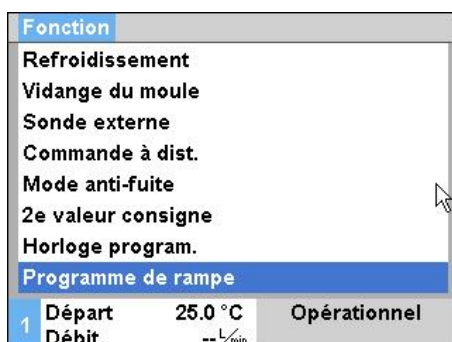 Fonction
Refroidissement
Vidange du moule
Sonde externe
Commande à dist.
Mode anti-fuite
2e valeur consigne
Horloge program.
Programme de rampe
1 Départ 25.0 °C Opérationnel
Débit -- L/min